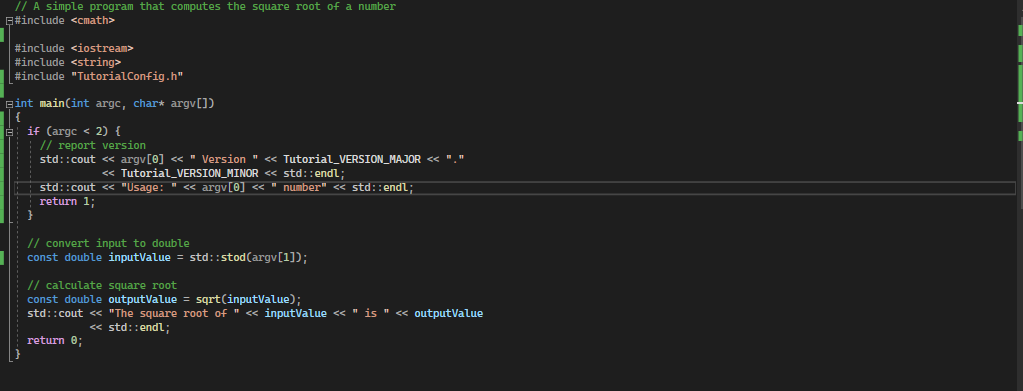 // A simple program that computes the square root of a number
#include <cmath>
#include <iostream>
#include <string>
#include "TutorialConfig.h"
int main(int argc, char* argv[])
{
if (argc < 2) {
// report version
std::cout << argv[0] << " Version " << Tutorial_VERSION_MAJOR << "."
<< Tutorial_VERSION_MINOR << std::endl;
std::cout << "Usage: " << argv[0] << " number" << std::endl;
return 1;
}
// convert input to double
const double inputValue = std::stod(argv[1]);
// calculate square root
const double outputValue = sqrt(inputValue);
std::cout << "The square root of " << inputValue << " is " << outputValue
<< std::endl;
return 0;
}